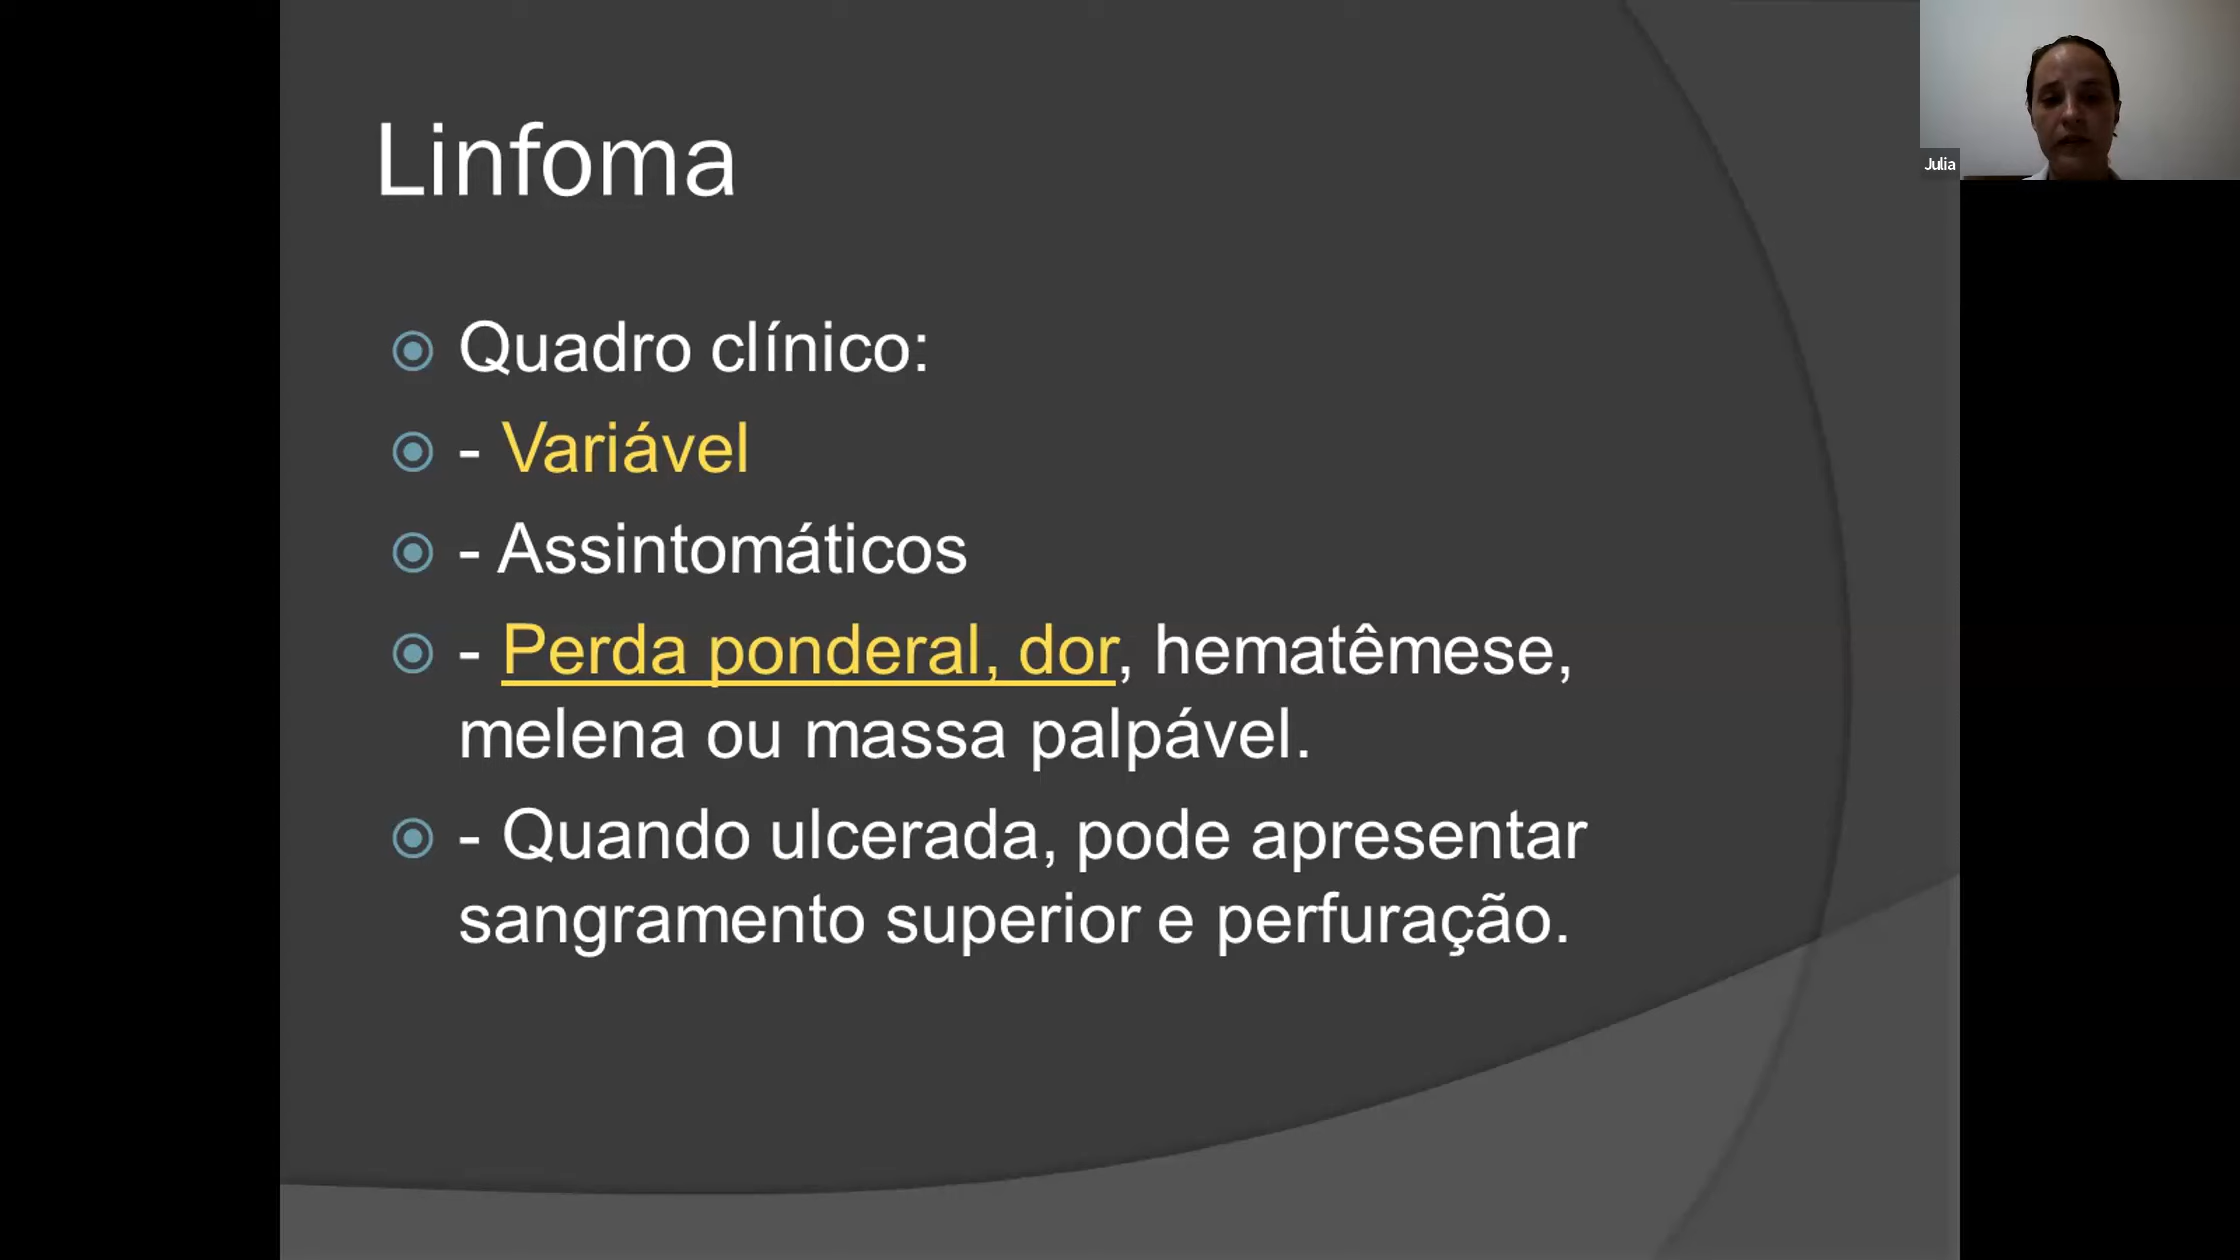 Linfoma
Julia
Quadro clínico:
- Variável
- Assintomáticos
- Perda ponderal, dor, hematêmese,
melena ou massa palpável.
- Quando ulcerada, pode apresentar
sangramento superior e perfuração.